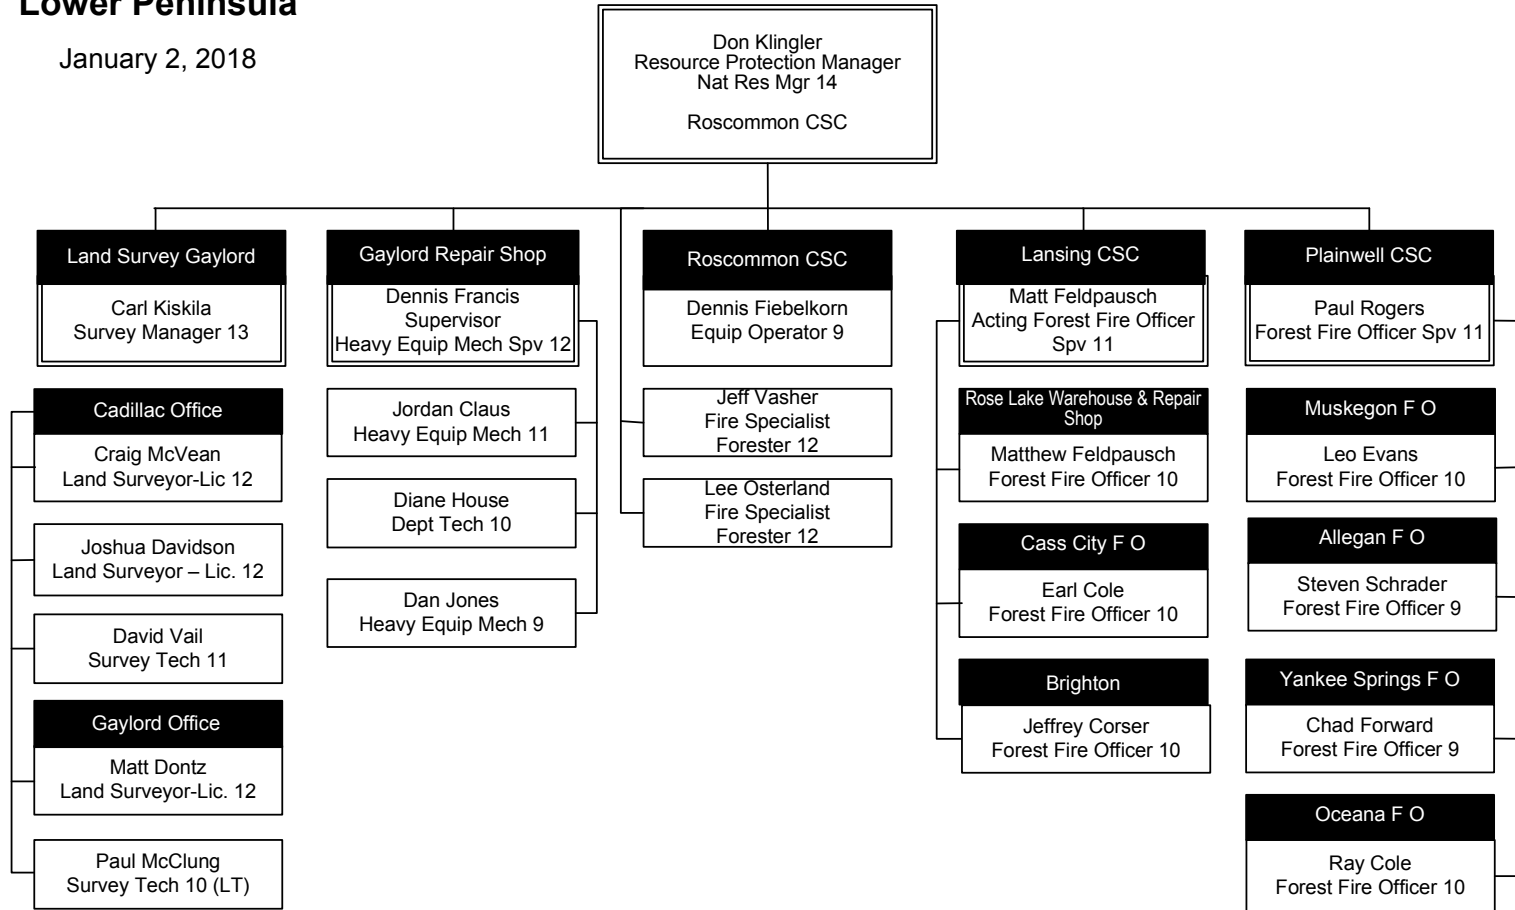 Lower Peninsula
January 2, 2018
Don Klingler
Resource Protection Manager
Nat Res Mgr 14
Roscommon CSC
Land Survey Gaylord
Carl Kiskila
Survey Manager 13
Cadillac Office
Craig McVean
Land Surveyor-Lic 12
Joshua Davidson
Land Surveyor – Lic. 12
David Vail
Survey Tech 11
Gaylord Office
Matt Dontz
Land Surveyor-Lic. 12
Paul McClung
Survey Tech 10 (LT)
Gaylord Repair Shop
Dennis Francis
Supervisor
Heavy Equip Mech Spv 12
Jordan Claus
Heavy Equip Mech 11
Diane House
Dept Tech 10
Dan Jones
Heavy Equip Mech 9
Roscommon CSC
Dennis Fiebelkorn
Equip Operator 9
Jeff Vasher
Fire Specialist
Forester 12
Lee Osterland
Fire Specialist
Forester 12
Lansing CSC
Matt Feldpausch
Acting Forest Fire Officer
Spv 11
Rose Lake Warehouse & Repair
Shop
Matthew Feldpausch
Forest Fire Officer 10
Cass City F O
Earl Cole
Forest Fire Officer 10
Brighton
Jeffrey Corser
Forest Fire Officer 10
Plainwell CSC
Paul Rogers
Forest Fire Officer Spv 11
Muskegon F O
Leo Evans
Forest Fire Officer 10
Allegan F O
Steven Schrader
Forest Fire Officer 9
Yankee Springs F O
Chad Forward
Forest Fire Officer 9
Oceana F O
Ray Cole
Forest Fire Officer 10